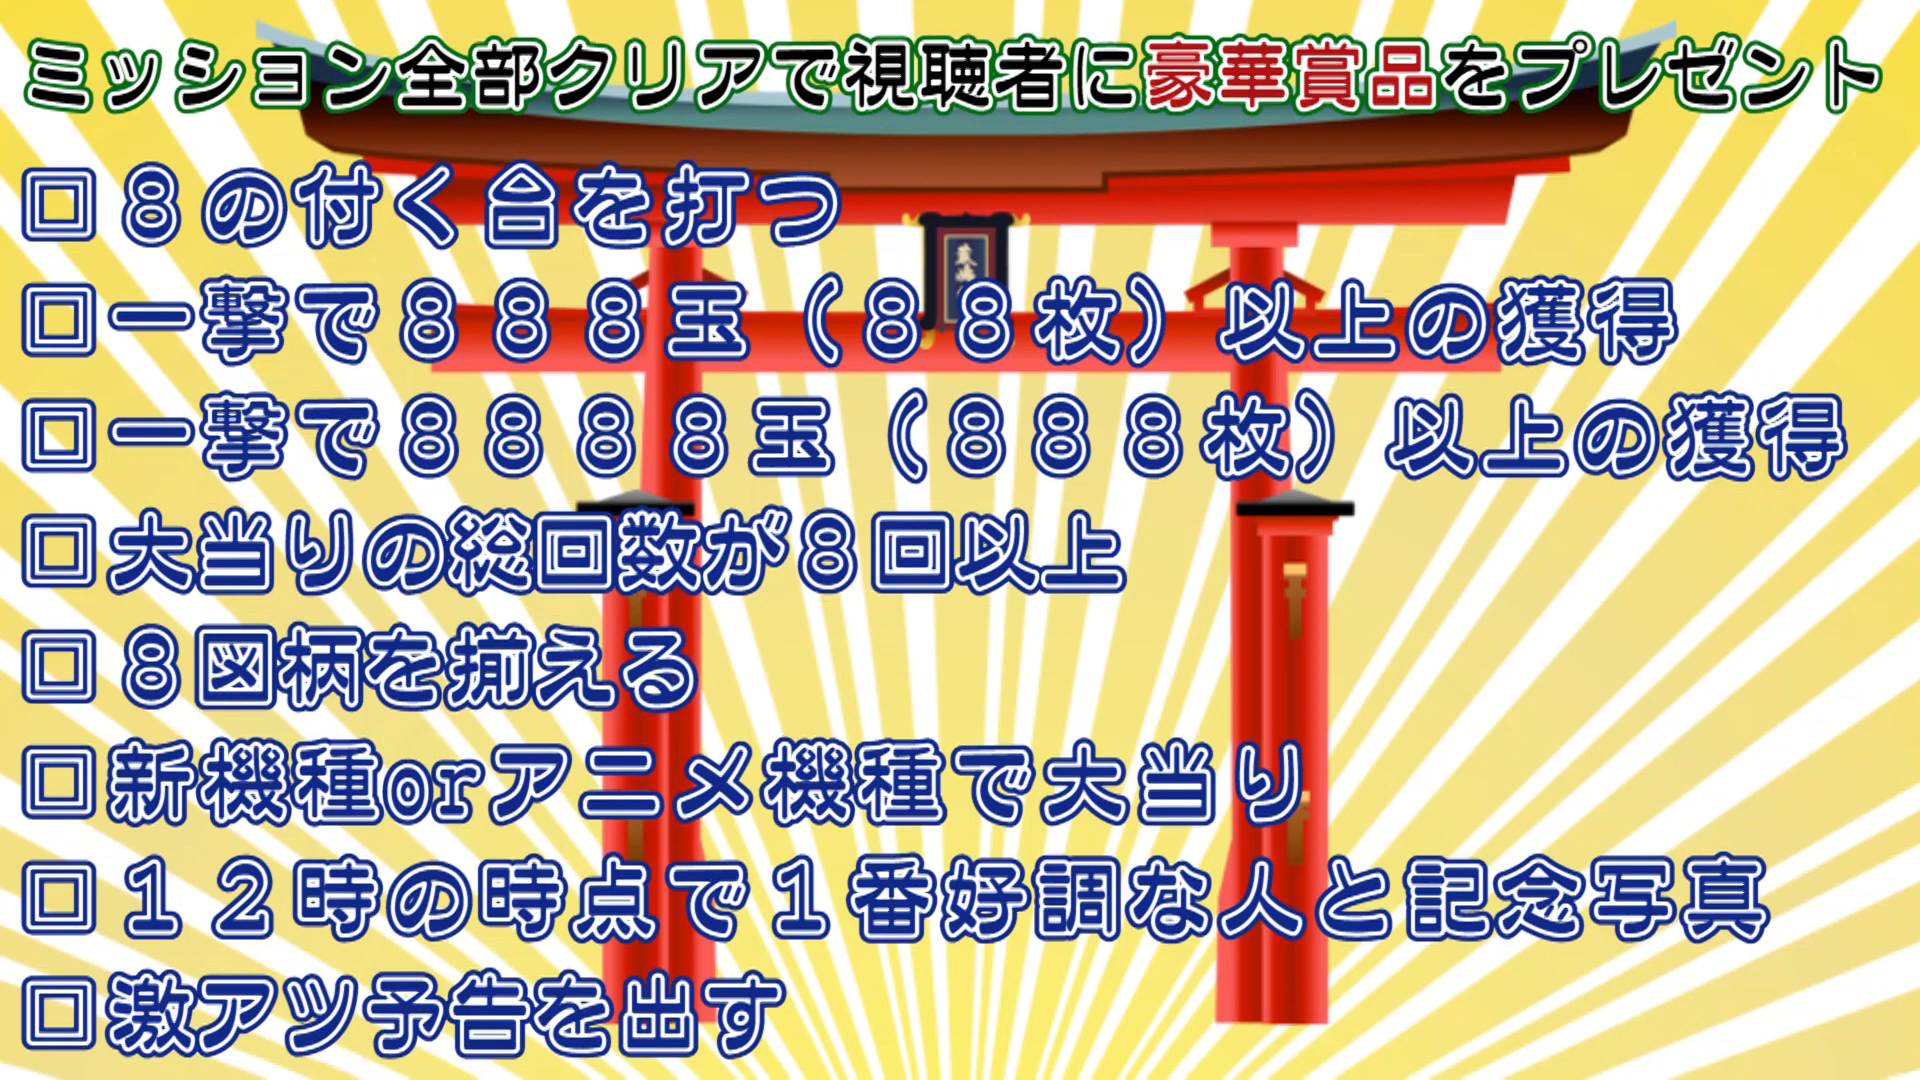 ミッション全部クリアで視聴者に豪華賞品をプレゼント
□８の付く台を打つ
□一撃で８８８玉（８８枚）以上の獲得
□一撃で８８８８玉（８８８枚）以上の獲得
□大当りの総回数が８回以上
□８図柄を揃える
□新機種orアニメ機種で大当り
□１２時の時点で１番好調な人と記念写真
□激アツ予告を出す